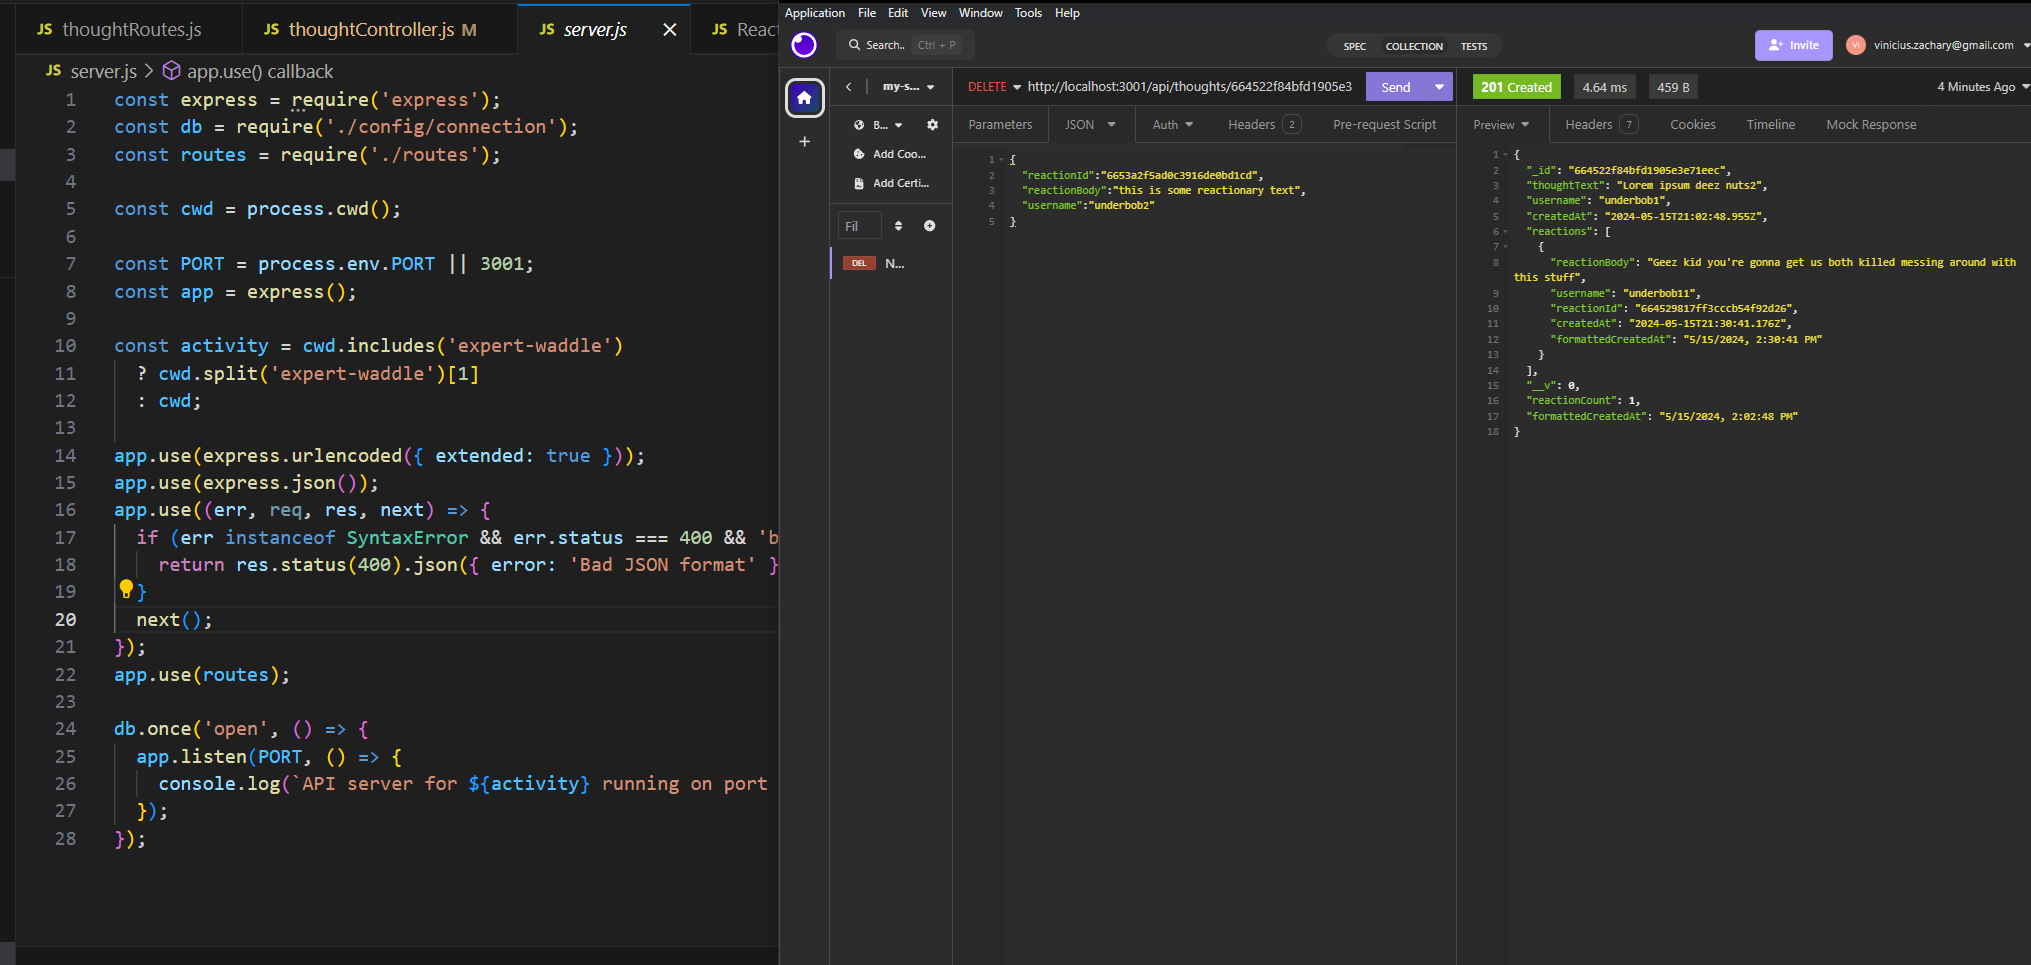 JS thoughtRoutes.js
JS thoughtController.js M
JS server.js
JS React
JS server.js > app.use() callback
1 const express = require('express');
2 const db = require('./config/connection');
3 const routes = require('./routes');
4
5 const cwd = process.cwd();
6
7 const PORT = process.env.PORT || 3001;
8 const app = express();
9
10 const activity = cwd.includes('expert-waddle')
11 ? cwd.split('expert-waddle')[1]
12 : cwd;
13
14 app.use(express.urlencoded({ extended: true }));
15 app.use(express.json());
16 app.use((err, req, res, next) => {
17 if (err instanceof SyntaxError && err.status === 400 && 'b
18 return res.status(400).json({ error: 'Bad JSON format' }
19 }
20 next();
21 });
22 app.use(routes);
23
24 db.once('open', () => {
25 app.listen(PORT, () => {
26 console.log(`API server for ${activity} running on port
27 });
28 });
Application File Edit View Window Tools Help
Search.. Ctrl + P
SPEC COLLECTION TESTS
Invite
VI vinicius.zachary@gmail.com
my-s...
B...
Add Coo...
Add Certi...
Fil
DEL N...
DELETE http://localhost:3001/api/thoughts/664522f84bfd1905e3 Send
Parameters JSON Auth Headers 2 Pre-request Script
1 {
2 "reactionId":"6653a2f5ad0c3916de0bd1cd",
3 "reactionBody":"this is some reactionary text",
4 "username":"underbob2"
5 }
201 Created 4.64 ms 459 B 4 Minutes Ago
Preview Headers 7 Cookies Timeline Mock Response
1 {
2 "_id": "664522f84bfd1905e3e71eec",
3 "thoughtText": "Lorem ipsum deez nuts2",
4 "username": "underbob1",
5 "createdAt": "2024-05-15T21:02:48.955Z",
6 "reactions": [
7 {
8 "reactionBody": "Geez kid you're gonna get us both killed messing around with
this stuff",
9 "username": "underbob11",
10 "reactionId": "664529817ff3cccb54f92d26",
11 "createdAt": "2024-05-15T21:30:41.176Z",
12 "formattedCreatedAt": "5/15/2024, 2:30:41 PM"
13 }
14 ],
15 "__v": 0,
16 "reactionCount": 1,
17 "formattedCreatedAt": "5/15/2024, 2:02:48 PM"
18 }